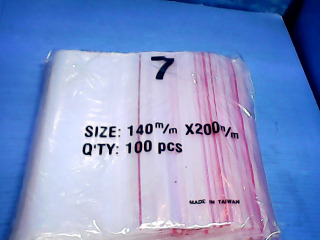 7
SIZE: 140m/m X200m/m
Q'TY: 100 pcs
MADE IN TAIWAN